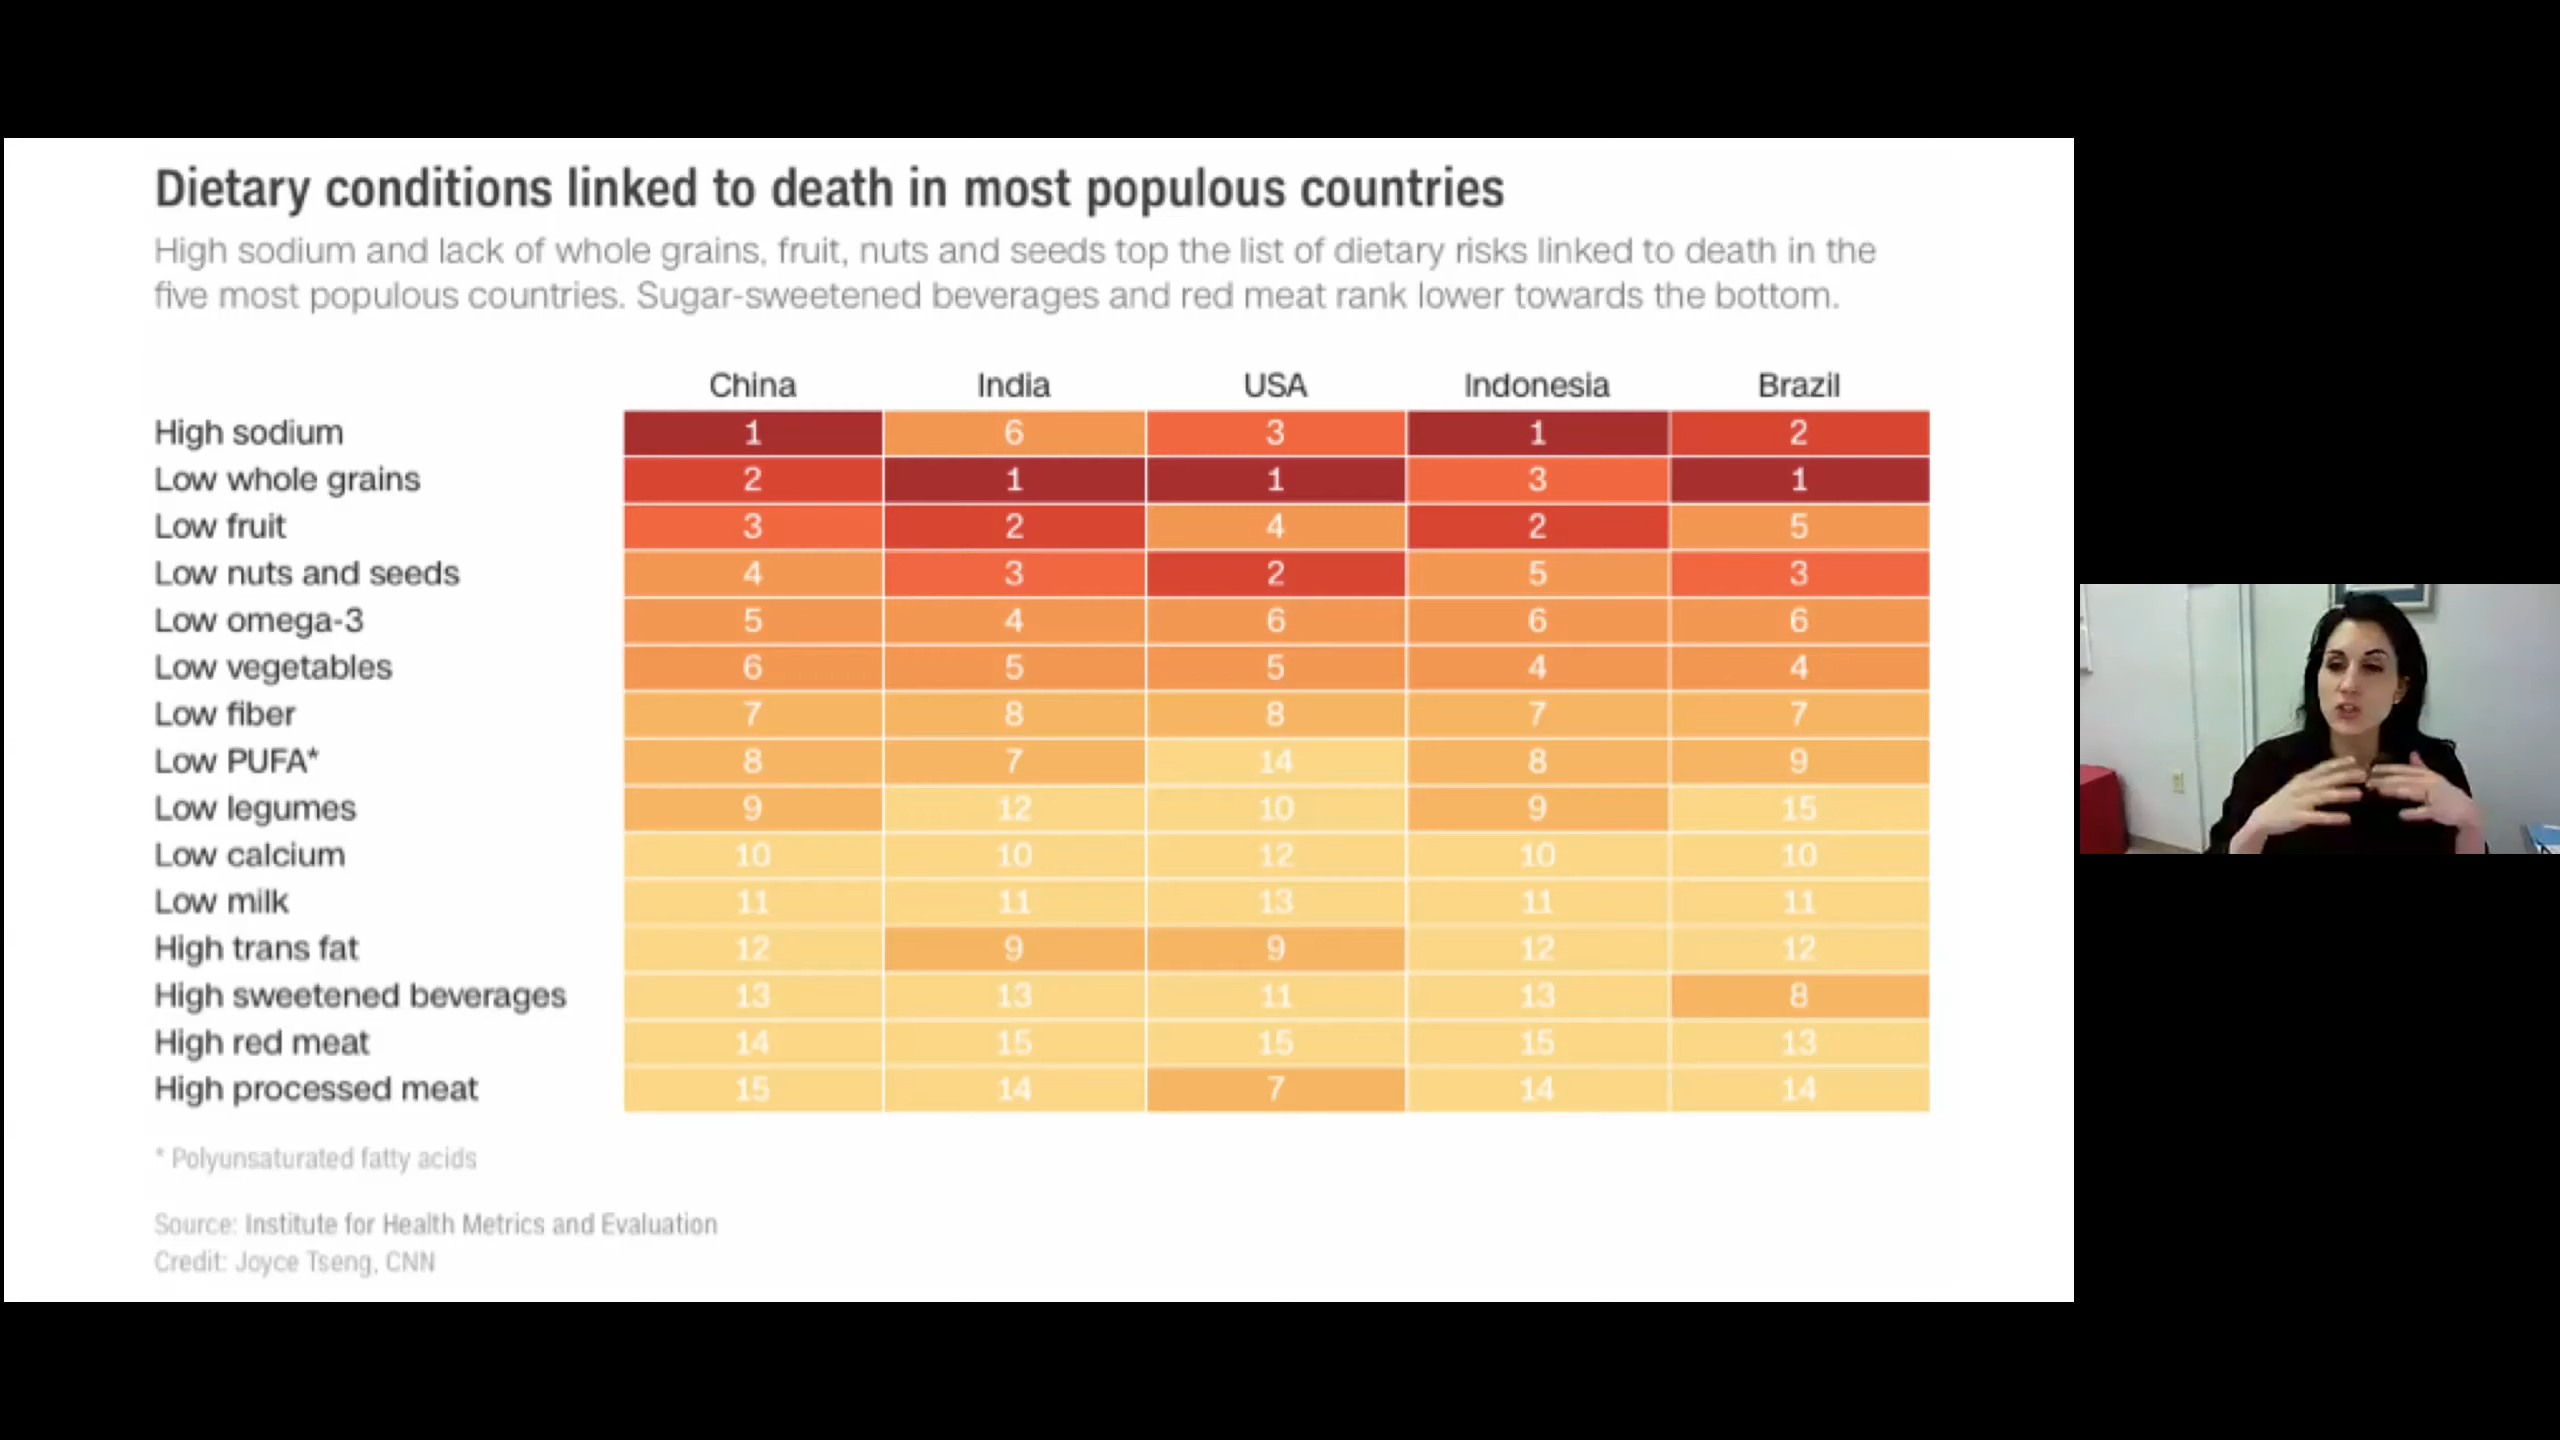 Dietary conditions linked to death in most populous countries
High sodium and lack of whole grains, fruit, nuts and seeds top the list of dietary risks linked to death in the
five most populous countries. Sugar-sweetened beverages and red meat rank lower towards the bottom.
China India USA Indonesia Brazil
High sodium 1 6 3 1 2
Low whole grains 2 1 1 3 1
Low fruit 3 2 4 2 5
Low nuts and seeds 4 3 2 5 3
Low omega-3 5 4 6 6 6
Low vegetables 6 5 5 4 4
Low fiber 7 8 8 7 7
Low PUFA* 8 7 14 8 9
Low legumes 9 12 10 9 15
Low calcium 10 10 12 10 10
Low milk 11 11 13 11 11
High trans fat 12 9 9 12 12
High sweetened beverages 13 13 11 13 8
High red meat 14 15 15 15 13
High processed meat 15 14 7 14 14
* Polyunsaturated fatty acids
Source: Institute for Health Metrics and Evaluation
Credit: Joyce Tseng, CNN